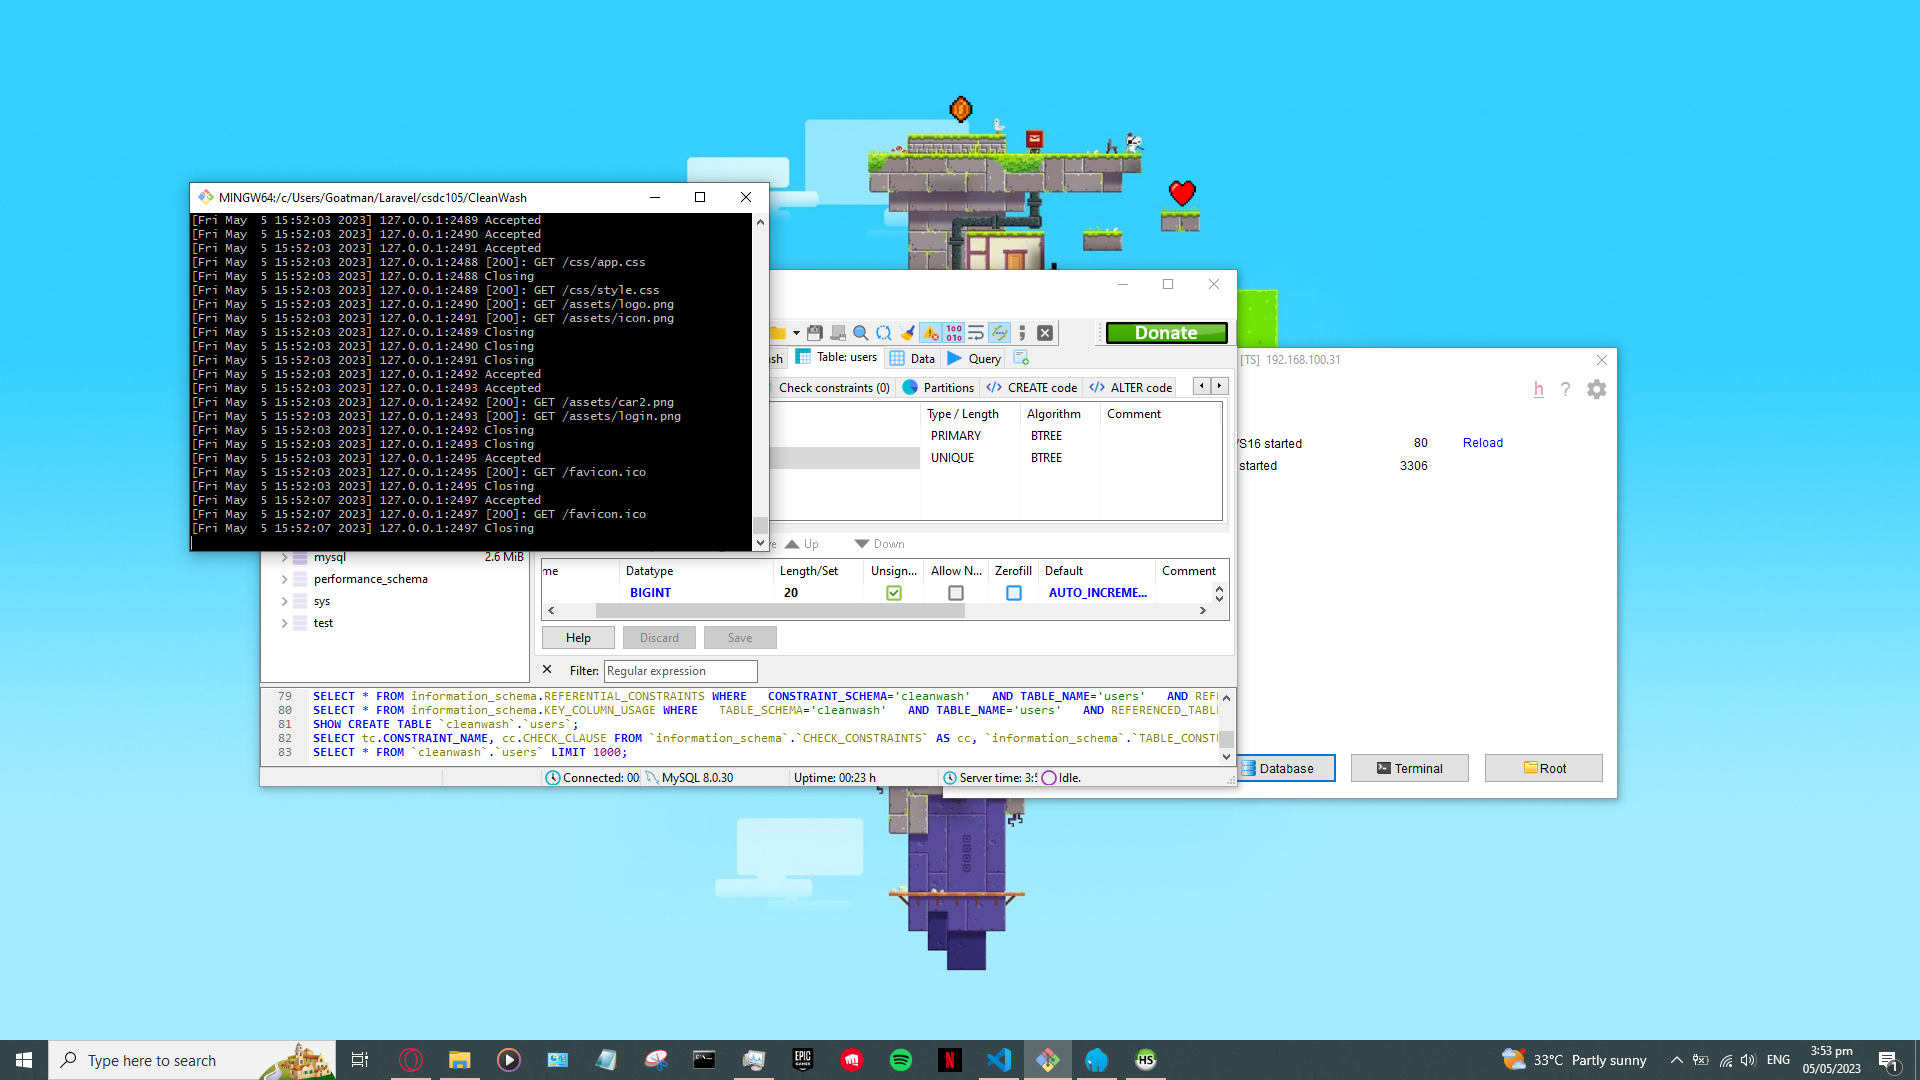 MINGW64:/c/Users/Goatman/Laravel/csdc105/CleanWash
[Fri May  5 15:52:03 2023] 127.0.0.1:2489 Accepted
[Fri May  5 15:52:03 2023] 127.0.0.1:2490 Accepted
[Fri May  5 15:52:03 2023] 127.0.0.1:2491 Accepted
[Fri May  5 15:52:03 2023] 127.0.0.1:2488 [200]: GET /css/app.css
[Fri May  5 15:52:03 2023] 127.0.0.1:2488 Closing
[Fri May  5 15:52:03 2023] 127.0.0.1:2489 [200]: GET /css/style.css
[Fri May  5 15:52:03 2023] 127.0.0.1:2490 [200]: GET /assets/logo.png
[Fri May  5 15:52:03 2023] 127.0.0.1:2491 [200]: GET /assets/icon.png
[Fri May  5 15:52:03 2023] 127.0.0.1:2489 Closing
[Fri May  5 15:52:03 2023] 127.0.0.1:2490 Closing
[Fri May  5 15:52:03 2023] 127.0.0.1:2491 Closing
[Fri May  5 15:52:03 2023] 127.0.0.1:2492 Accepted
[Fri May  5 15:52:03 2023] 127.0.0.1:2493 Accepted
[Fri May  5 15:52:03 2023] 127.0.0.1:2492 [200]: GET /assets/car2.png
[Fri May  5 15:52:03 2023] 127.0.0.1:2493 [200]: GET /assets/login.png
[Fri May  5 15:52:03 2023] 127.0.0.1:2492 Closing
[Fri May  5 15:52:03 2023] 127.0.0.1:2493 Closing
[Fri May  5 15:52:03 2023] 127.0.0.1:2495 Accepted
[Fri May  5 15:52:03 2023] 127.0.0.1:2495 [200]: GET /favicon.ico
[Fri May  5 15:52:03 2023] 127.0.0.1:2495 Closing
[Fri May  5 15:52:07 2023] 127.0.0.1:2497 Accepted
[Fri May  5 15:52:07 2023] 127.0.0.1:2497 [200]: GET /favicon.ico
[Fri May  5 15:52:07 2023] 127.0.0.1:2497 Closing
Donate
sh Table: users Data Query
Check constraints (0) Partitions CREATE code ALTER code
Type / Length Algorithm Comment
PRIMARY BTREE
UNIQUE BTREE
Up Down
me Datatype Length/Set Unsign... Allow N... Zerofill Default Comment
BIGINT 20 AUTO_INCREME...
Help Discard Save
Filter: Regular expression
mysql 2.6 MiB
performance_schema
sys
test
79 SELECT * FROM information_schema.REFERENTIAL_CONSTRAINTS WHERE   CONSTRAINT_SCHEMA='cleanwash'   AND TABLE_NAME='users'   AND REFE
80 SELECT * FROM information_schema.KEY_COLUMN_USAGE WHERE   TABLE_SCHEMA='cleanwash'   AND TABLE_NAME='users'   AND REFERENCED_TABL
81 SHOW CREATE TABLE `cleanwash`.`users`;
82 SELECT tc.CONSTRAINT_NAME, cc.CHECK_CLAUSE FROM `information_schema`.`CHECK_CONSTRAINTS` AS cc, `information_schema`.`TABLE_CONST
83 SELECT * FROM `cleanwash`.`users` LIMIT 1000;
Connected: 00 MySQL 8.0.30 Uptime: 00:23 h Server time: 3:5 Idle.
[TS] 192.168.100.31
h ?
/S16 started 80 Reload
started 3306
Database Terminal Root
Type here to search
EPIC GAMES
N
HS
33°C Partly sunny ENG 3:53 pm
05/05/2023
1